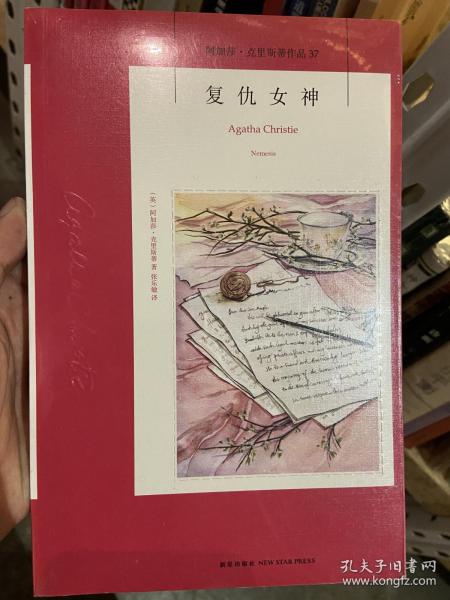 阿加莎·克里斯蒂作品 37
复仇女神
Agatha Christie
Nemesis
（英）阿加莎·克里斯蒂 著 张乐敏 译
新星出版社 NEW STAR PRESS
孔夫子旧书网
www.kongfz.com